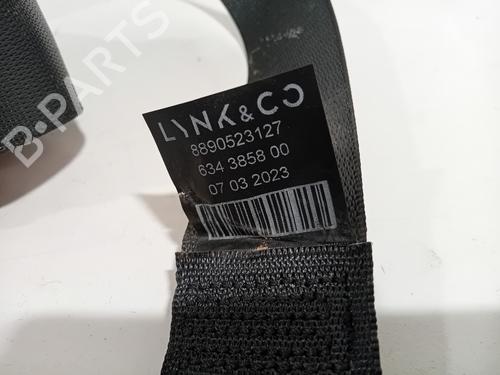 B-PARTS
LYNK & CO
8890523127
634 3858 00
07 03 2023